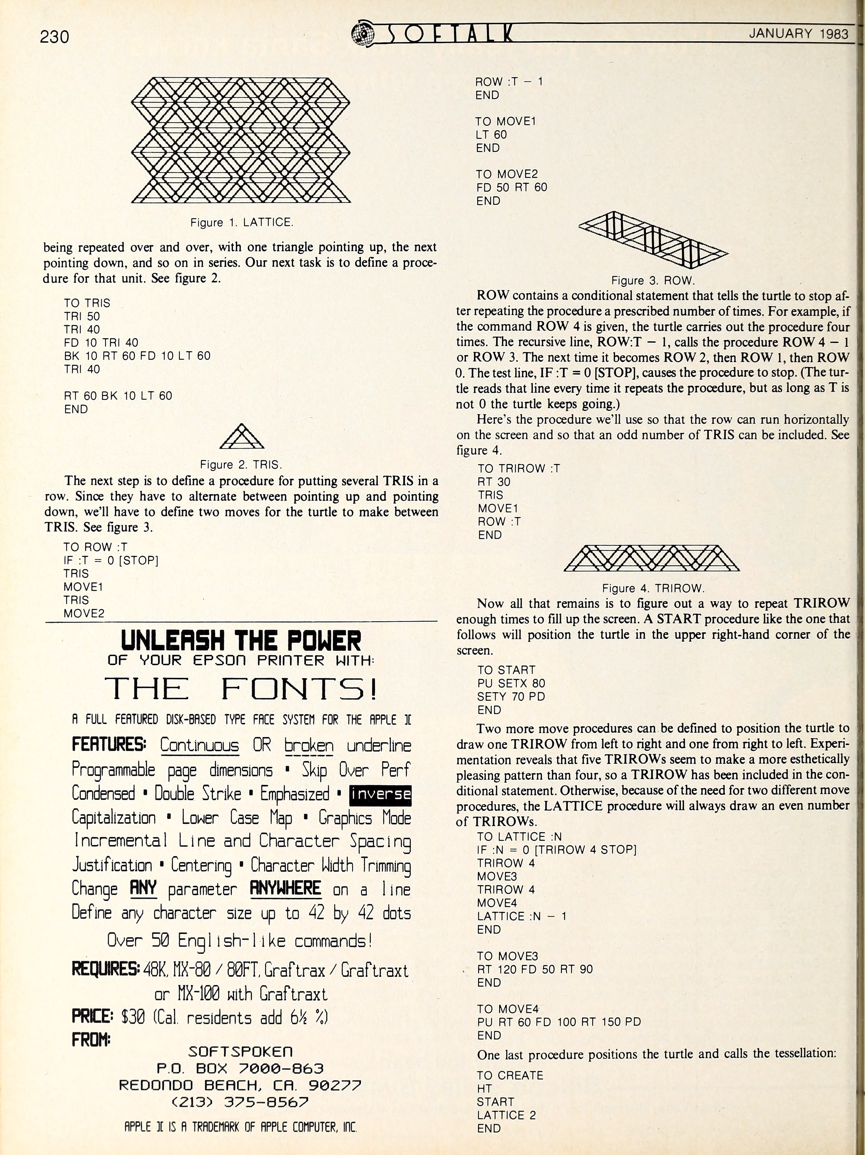 230
SOFTALK
JANUARY 1983
Figure 1. LATTICE.
being repeated over and over, with one triangle pointing up, the next
pointing down, and so on in series. Our next task is to define a proce-
dure for that unit. See figure 2.
TO TRIS
TRI 50
TRI 40
FD 10 TRI 40
BK 10 RT 60 FD 10 LT 60
TRI 40
RT 60 BK 10 LT 60
END
Figure 2. TRIS.
The next step is to define a procedure for putting several TRIS in a
row. Since they have to alternate between pointing up and pointing
down, we'll have to define two moves for the turtle to make between
TRIS. See figure 3.
TO ROW :T
IF :T = 0 [STOP]
TRIS
MOVE1
TRIS
MOVE2
UNLEASH THE POWER
OF YOUR EPSON PRINTER WITH:
THE FONTS!
A FULL FEATURED DISK-BASED TYPE FACE SYSTEM FOR THE APPLE ][
FEATURES: Continuous OR broken underline
Programmable page dimensions • Skip Over Perf
Condensed • Double Strike • Emphasized • inverse
Capitalization • Lower Case Map • Graphics Mode
Incremental Line and Character Spacing
Justification • Centering • Character Width Trimming
Change ANY parameter ANYWHERE on a line
Define any character size up to 42 by 42 dots
Over 50 English-like commands!
REQUIRES: 48K, MX-80 / 80FT, Graftrax / Graftraxt
or MX-100 with Graftraxt
PRICE: $30 (Cal. residents add 6½ %)
FROM:
SOFTSPOKEN
P.O. BOX 7000-863
REDONDO BEACH, CA. 90277
(213) 375-8567
APPLE ][ IS A TRADEMARK OF APPLE COMPUTER, INC.
ROW :T - 1
END
TO MOVE1
LT 60
END
TO MOVE2
FD 50 RT 60
END
Figure 3. ROW.
ROW contains a conditional statement that tells the turtle to stop af-
ter repeating the procedure a prescribed number of times. For example, if
the command ROW 4 is given, the turtle carries out the procedure four
times. The recursive line, ROW:T - 1, calls the procedure ROW 4 - 1
or ROW 3. The next time it becomes ROW 2, then ROW 1, then ROW
0. The test line, IF :T = 0 [STOP], causes the procedure to stop. (The tur-
tle reads that line every time it repeats the procedure, but as long as T is
not 0 the turtle keeps going.)
Here's the procedure we'll use so that the row can run horizontally
on the screen and so that an odd number of TRIS can be included. See
figure 4.
TO TRIROW :T
RT 30
TRIS
MOVE1
ROW :T
END
Figure 4. TRIROW.
Now all that remains is to figure out a way to repeat TRIROW
enough times to fill up the screen. A START procedure like the one that
follows will position the turtle in the upper right-hand corner of the
screen.
TO START
PU SETX 80
SETY 70 PD
END
Two more move procedures can be defined to position the turtle to
draw one TRIROW from left to right and one from right to left. Experi-
mentation reveals that five TRIROWs seem to make a more esthetically
pleasing pattern than four, so a TRIROW has been included in the con-
ditional statement. Otherwise, because of the need for two different move
procedures, the LATTICE procedure will always draw an even number
of TRIROWs.
TO LATTICE :N
IF :N = 0 [TRIROW 4 STOP]
TRIROW 4
MOVE3
TRIROW 4
MOVE4
LATTICE :N - 1
END
TO MOVE3
RT 120 FD 50 RT 90
END
TO MOVE4
PU RT 60 FD 100 RT 150 PD
END
One last procedure positions the turtle and calls the tessellation:
TO CREATE
HT
START
LATTICE 2
END